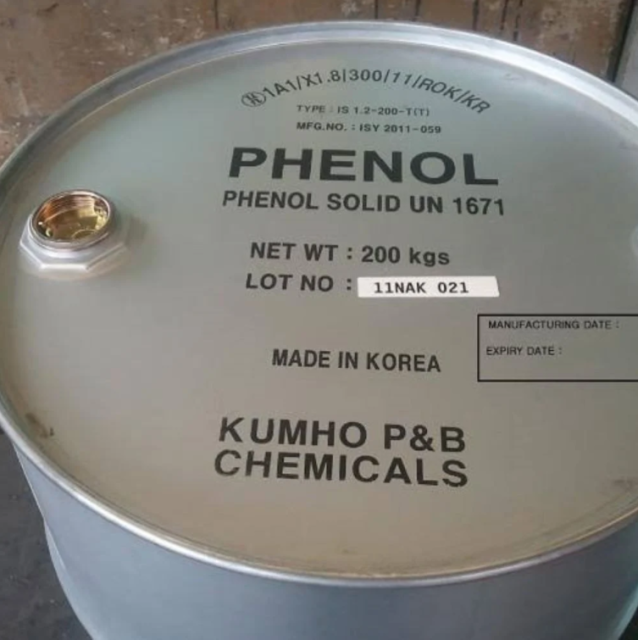 1A1/X1.8/300/11/ROK/KR
TYPE : IS 1.2-200-T(T)
MFG.NO. : ISY 2011-059
PHENOL
PHENOL SOLID UN 1671
NET WT : 200 kgs
LOT NO : 11NAK 021
MANUFACTURING DATE :
EXPIRY DATE :
MADE IN KOREA
KUMHO P&B
CHEMICALS